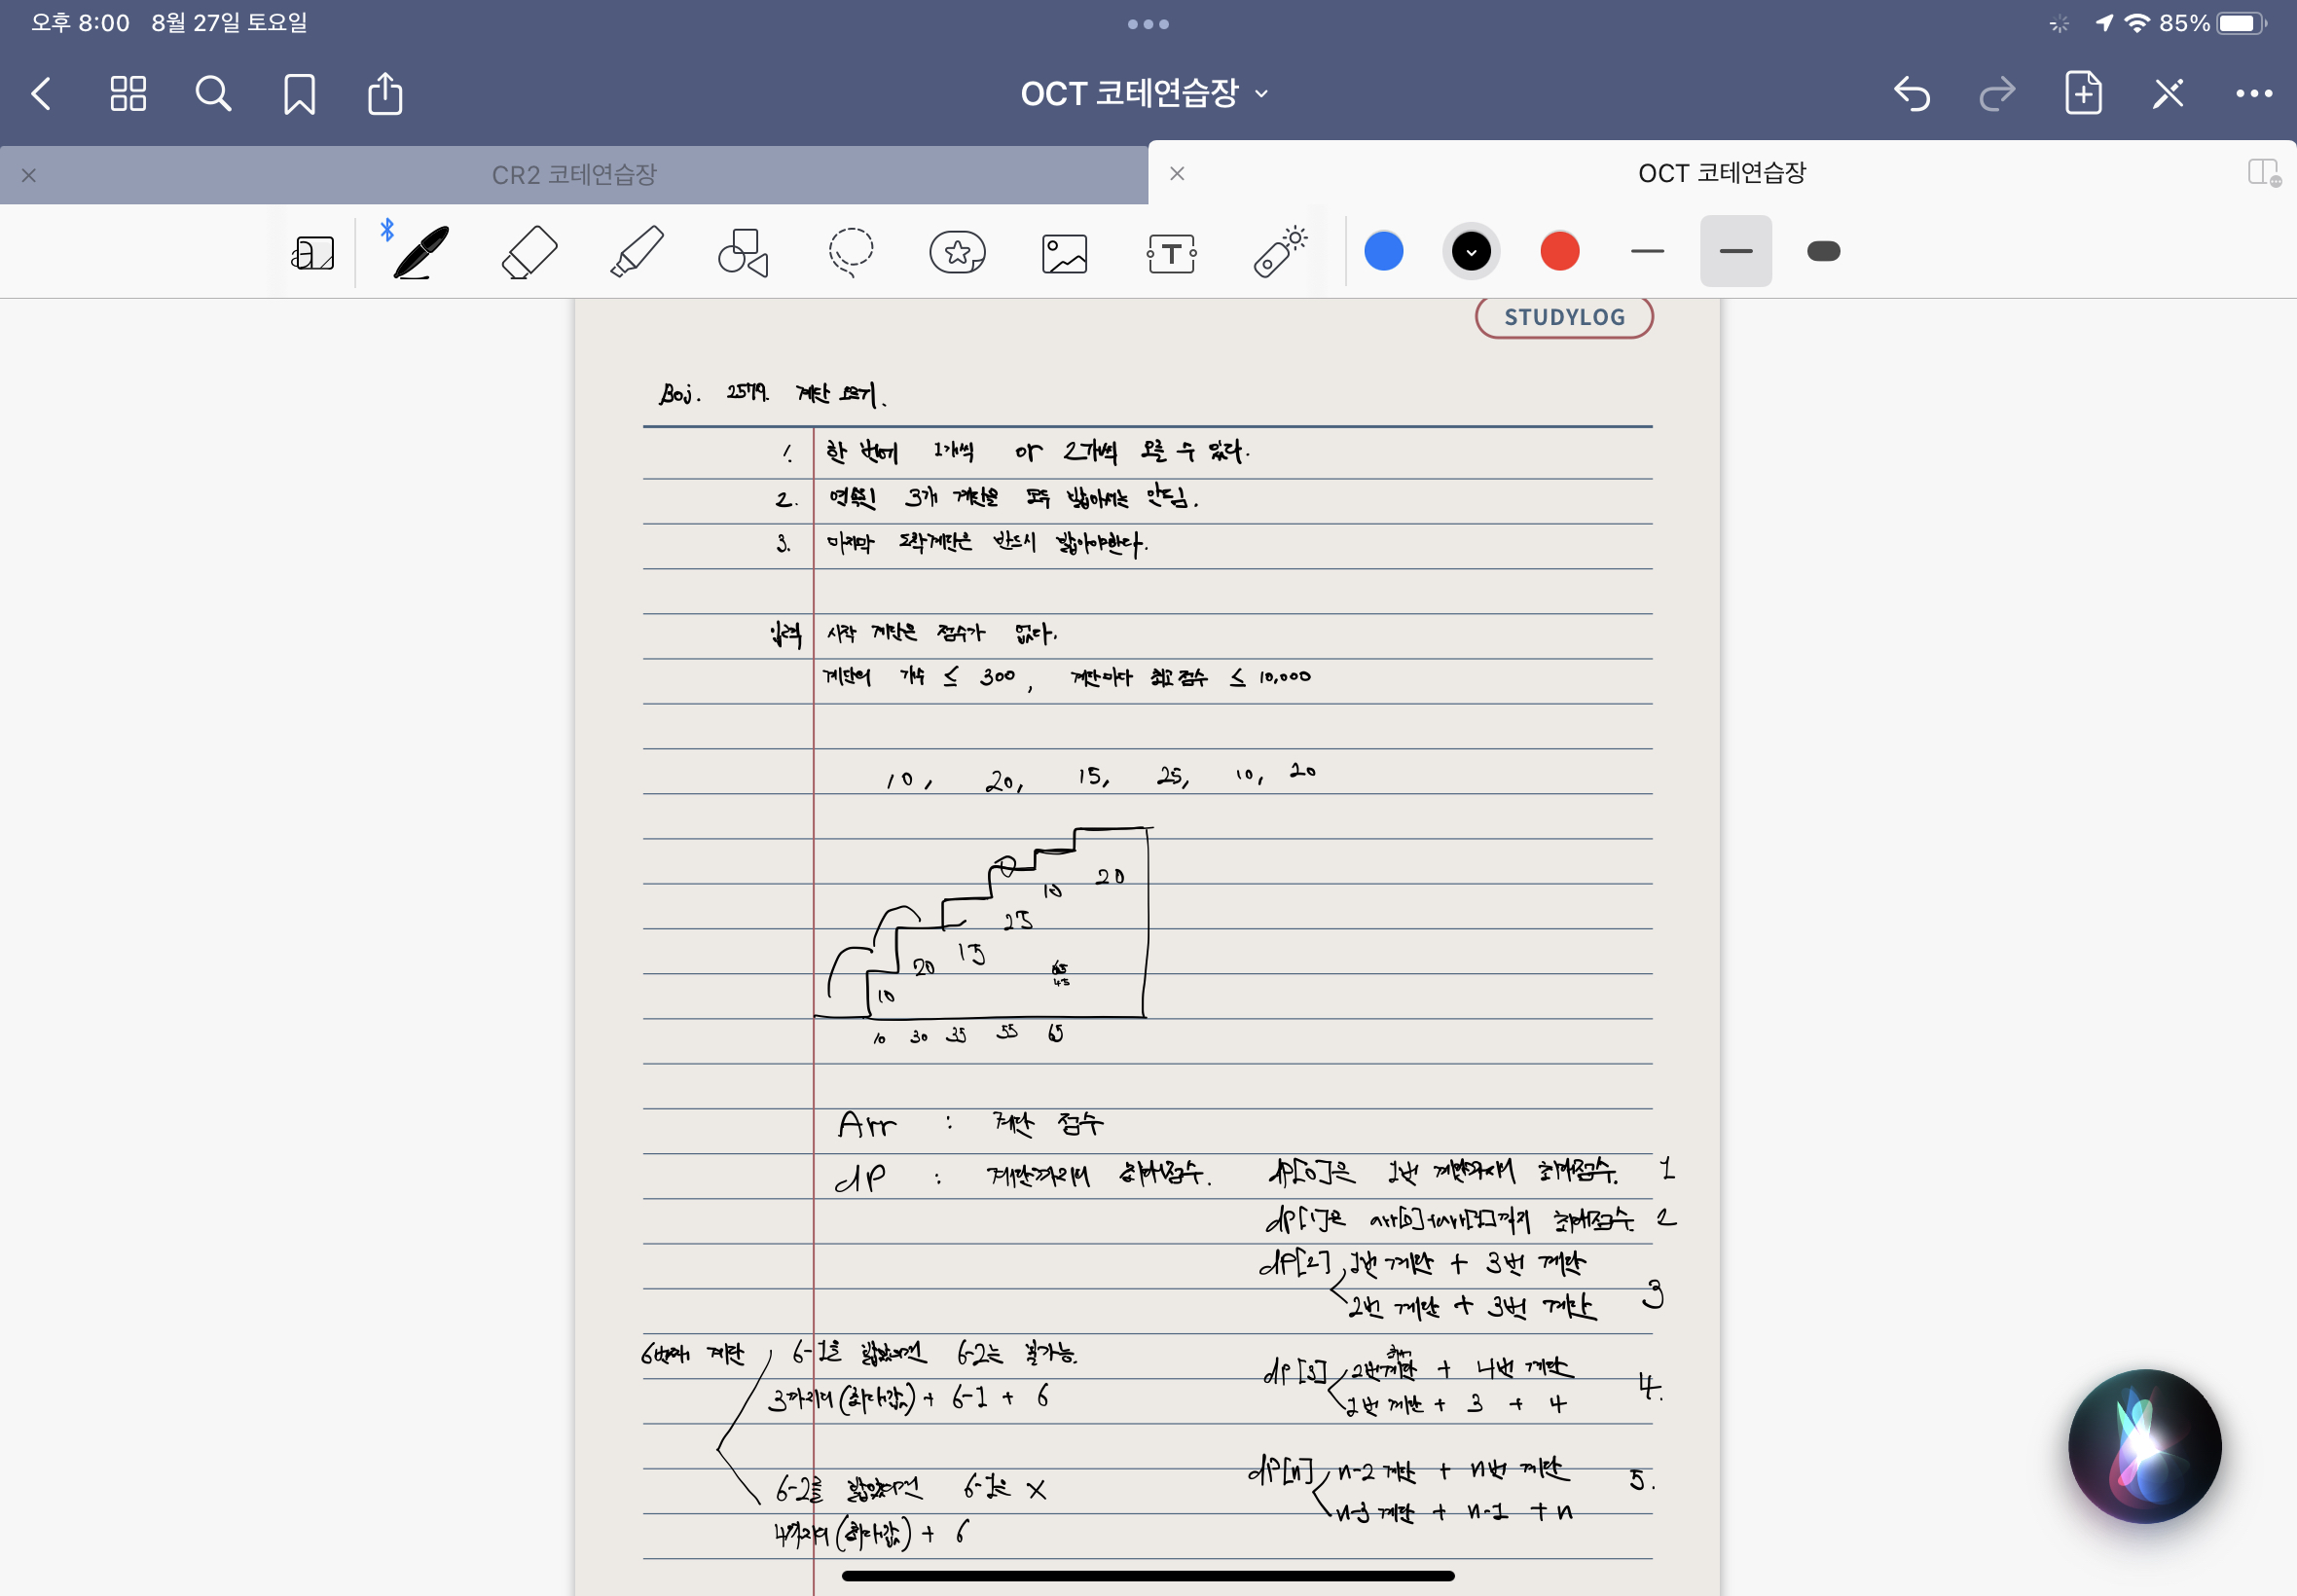 오후 8:00 8월 27일 토요일
85%
OCT 코테연습장
CR2 코테연습장
OCT 코테연습장
STUDYLOG
Boj. 2579. 계단 오르기.
1. 한 번에 1개씩 or 2개씩 오를 수 있다.
2. 연속된 3개 계단을 모두 밟아서는 안됨.
3. 마지막 도착계단은 반드시 밟아야한다.
입력 시작 계단은 점수가 없다.
계단의 개수 ≤ 300, 계단마다 최고 점수 ≤ 10,000
10, 20, 15, 25, 10, 20
10 20
25
20 15
45
10
10 30 35 55 65
Arr : 계단 점수
dP : 계단까지의 최대점수. dP[0]은 1번 계단까지의 최대점수. 1
dP[1]은 arr[0]+arr[1]까지 최대점수. 2
dP[2] 1번 계단 + 3번 계단
2번 계단 + 3번 계단 3
6번째 계단 6-1을 밟았으면 6-2는 불가능.
3까지의 (최대값) + 6-1 + 6
dP[3] 2번계단 + 4번 계단
1번 계단 + 3 + 4 4.
6-2를 밟았으면 6-1은 X
4까지의 (최대값) + 6
dP[n] n-2 계단 + n번 계단 5.
n-3 계단 + n-1 + n